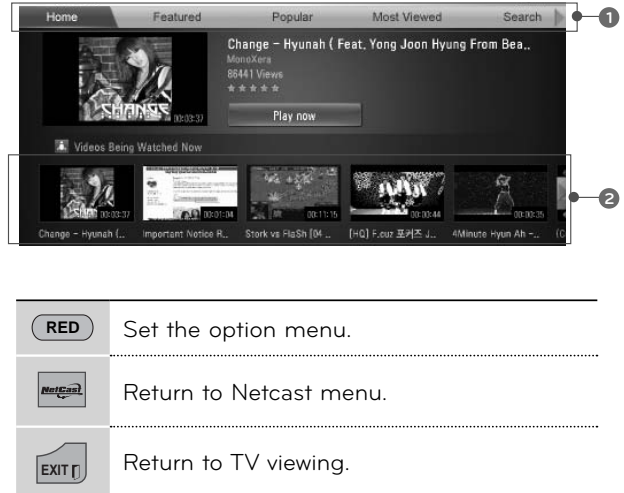 Home Featured Popular Most Viewed Search
1
Change - Hyunah ( Feat. Yong Joon Hyung From Bea..
MonoXera
86441 Views
★★★★★
CHANGE
00:03:37
Play now
Videos Being Watched Now
00:03:37 00:01:04 00:11:15 00:00:44 00:00:35
2
Change - Hyunah (.. Important Notice R.. Stork vs FlaSh [04 .. [HQ] F.cuz 포커즈 J.. 4Minute Hyun Ah -.. (C
RED Set the option menu.
NetCast Return to Netcast menu.
EXIT Return to TV viewing.